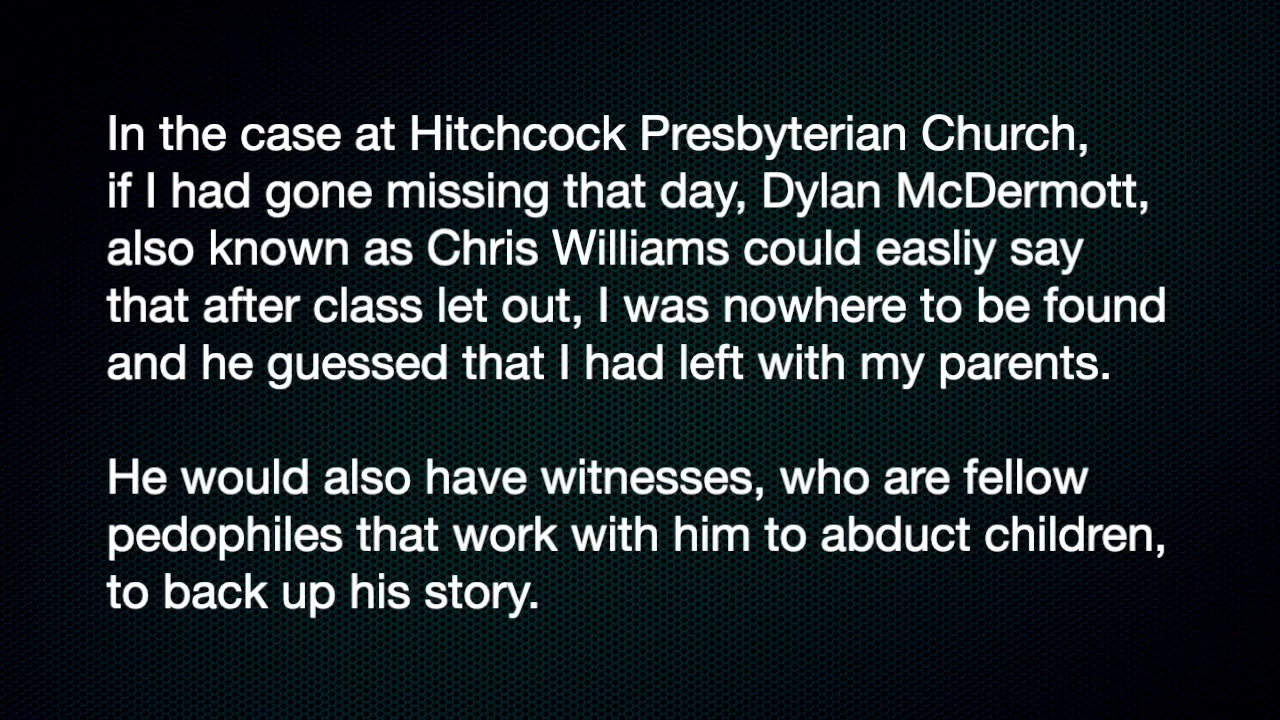 In the case at Hitchcock Presbyterian Church,
if I had gone missing that day, Dylan McDermott,
also known as Chris Williams could easliy say
that after class let out, I was nowhere to be found
and he guessed that I had left with my parents.
He would also have witnesses, who are fellow
pedophiles that work with him to abduct children,
to back up his story.